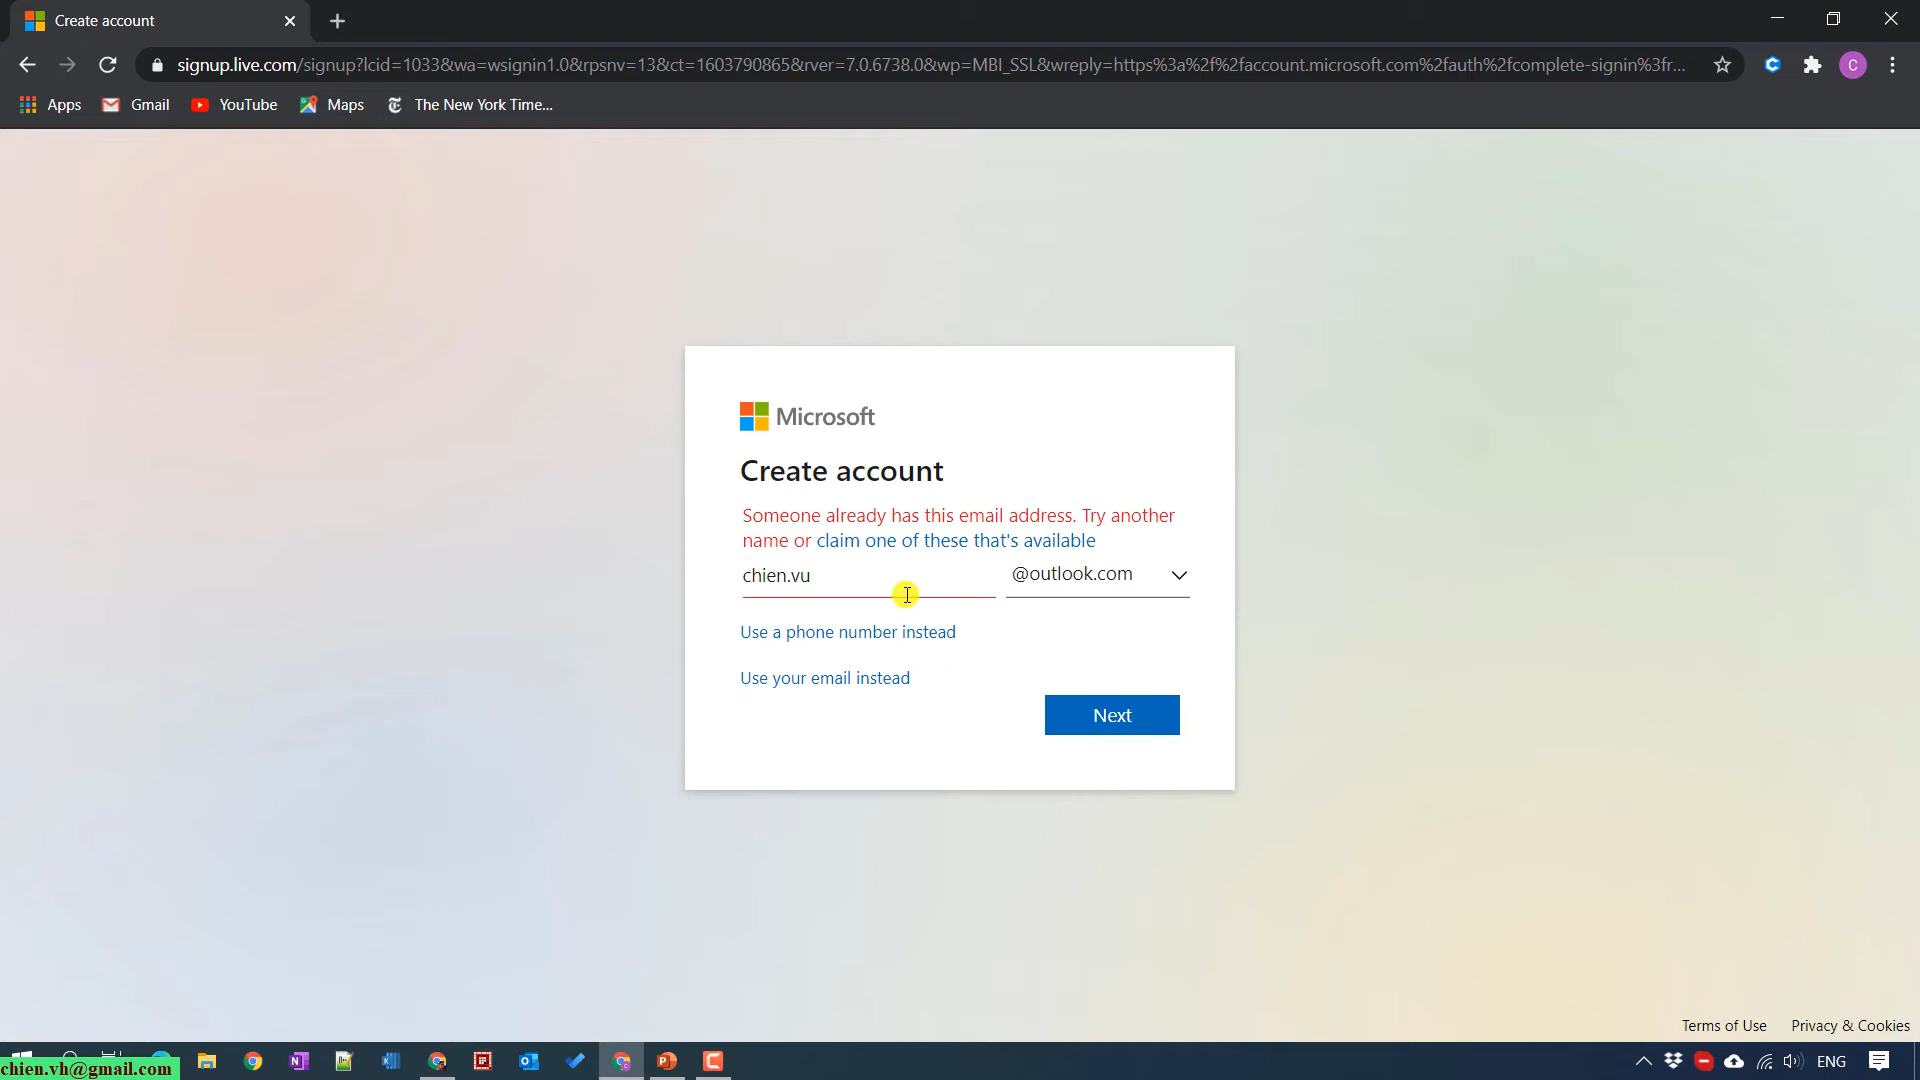 Create account
signup.live.com/signup?lcid=1033&wa=wsignin1.0&rpsnv=13&ct=1603790865&rver=7.0.6738.0&wp=MBI_SSL&wreply=https%3a%2f%2faccount.microsoft.com%2fauth%2fcomplete-signin%3fr...
C
Apps Gmail YouTube Maps The New York Time...
Microsoft
Create account
Someone already has this email address. Try another
name or claim one of these that's available
chien.vu @outlook.com
Use a phone number instead
Use your email instead
Next
Terms of Use Privacy & Cookies
chien.vh@gmail.com
ENG